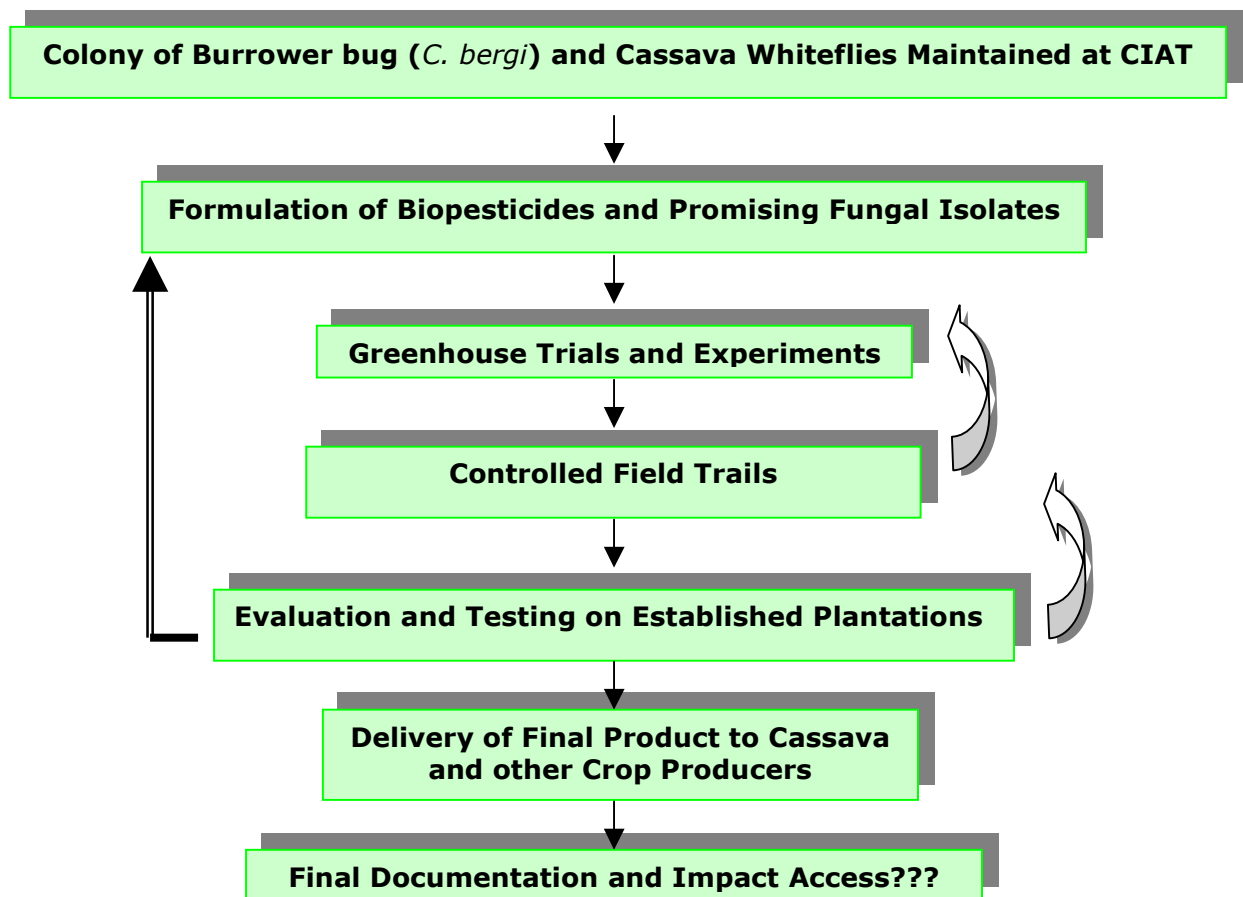 Colony of Burrower bug (C. bergi) and Cassava Whiteflies Maintained at CIAT
Formulation of Biopesticides and Promising Fungal Isolates
Greenhouse Trials and Experiments
Controlled Field Trails
Evaluation and Testing on Established Plantations
Delivery of Final Product to Cassava
and other Crop Producers
Final Documentation and Impact Access???